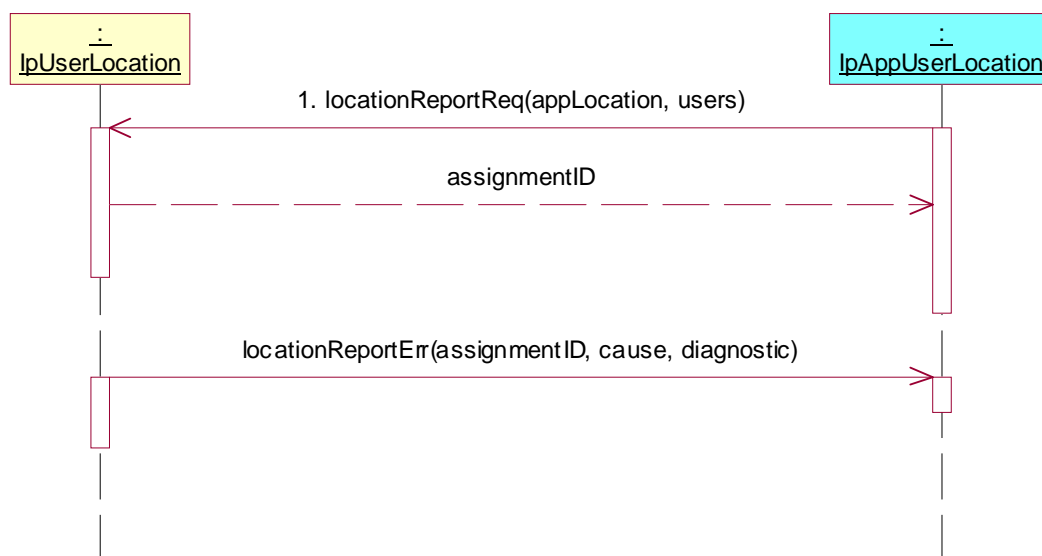 :
IpUserLocation
:
IpAppUserLocation
1. locationReportReq(appLocation, users)
assignmentID
locationReportErr(assignmentID, cause, diagnostic)